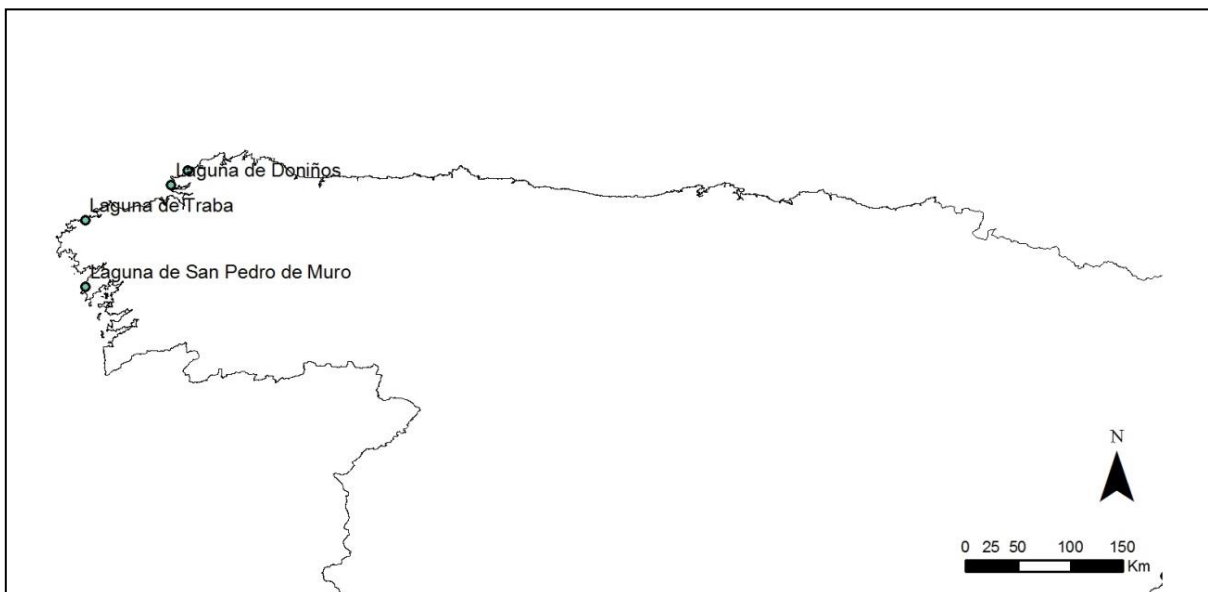 Laguna de Doniños
Laguna de Traba
Laguna de San Pedro de Muro
N
0 25 50 100 150
Km